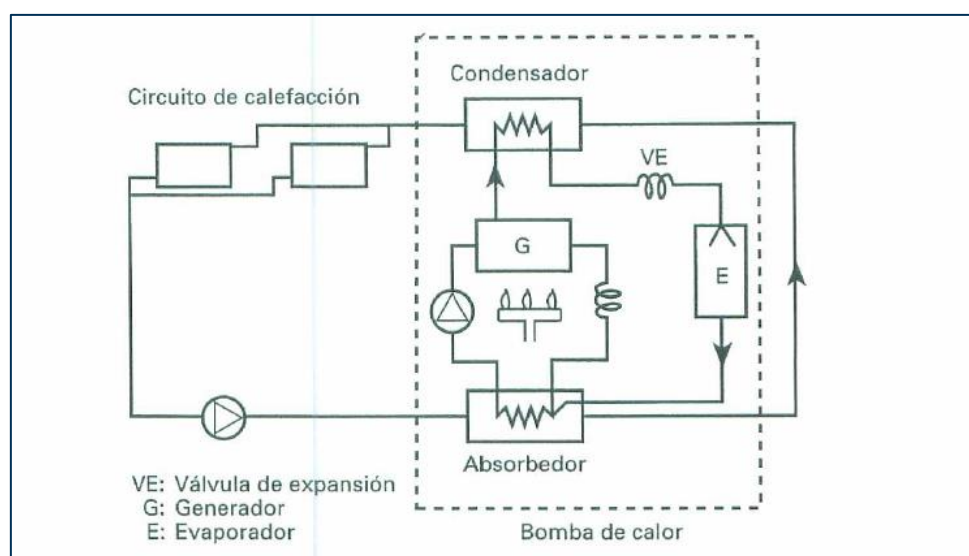 Condensador
Circuito de calefacción
VE
G
E
Absorbedor
VE: Válvula de expansión
G: Generador
E: Evaporador
Bomba de calor